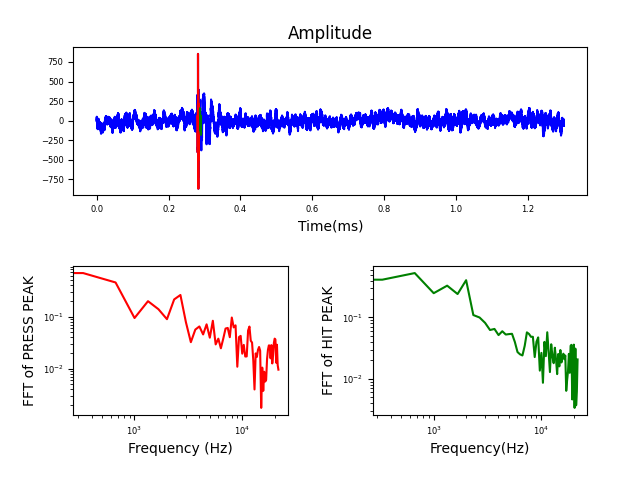 Amplitude
750
500
250
0
−250
−500
−750
0.0 0.2 0.4 0.6 0.8 1.0 1.2
Time(ms)
FFT of PRESS PEAK
10⁻¹
10⁻²
10³ 10⁴
Frequency (Hz)
FFT of HIT PEAK
10⁻¹
10⁻²
10³ 10⁴
Frequency(Hz)